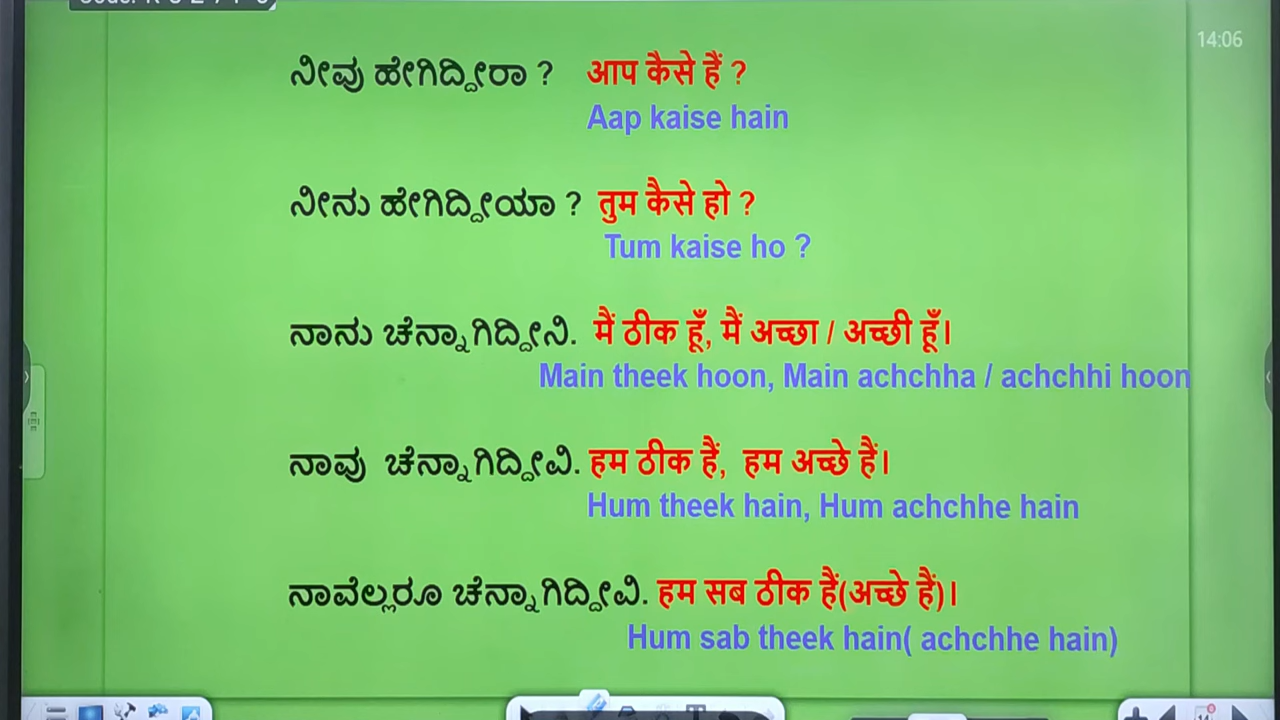 14:06
ನೀವು ಹೇಗಿದ್ದೀರಾ ? आप कैसे हैं ?
Aap kaise hain
ನೀನು ಹೇಗಿದ್ದೀಯಾ ? तुम कैसे हो ?
Tum kaise ho ?
ನಾನು ಚೆನ್ನಾಗಿದ್ದೀನಿ. मैं ठीक हूँ, मैं अच्छा / अच्छी हूँ।
Main theek hoon, Main achchha / achchhi hoon
ನಾವು ಚೆನ್ನಾಗಿದ್ದೀವಿ. हम ठीक हैं, हम अच्छे हैं।
Hum theek hain, Hum achchhe hain
ನಾವೆಲ್ಲರೂ ಚೆನ್ನಾಗಿದ್ದೀವಿ. हम सब ठीक हैं(अच्छे हैं)।
Hum sab theek hain( achchhe hain)